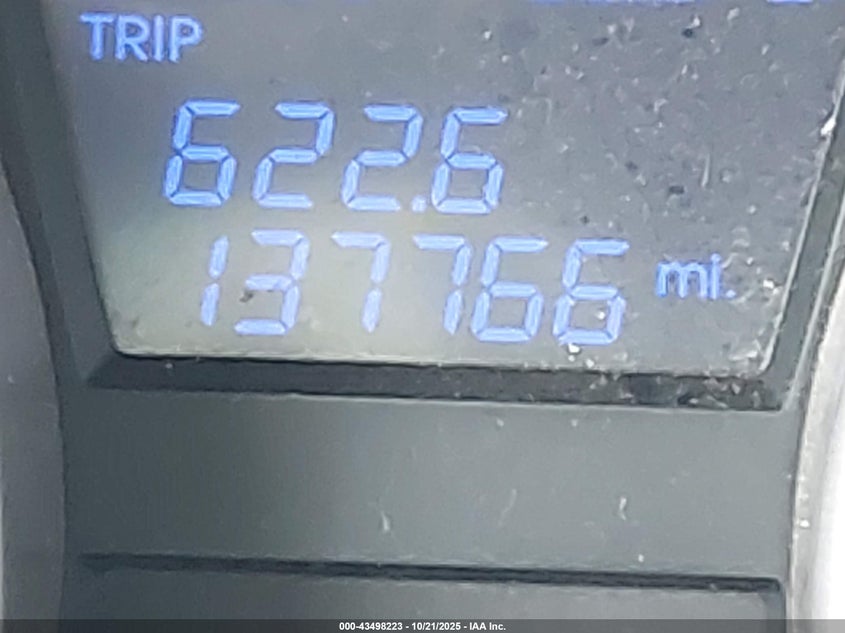 TRIP
622.6
137766 mi.
000-43498223 - 10/21/2025 - IAA Inc.